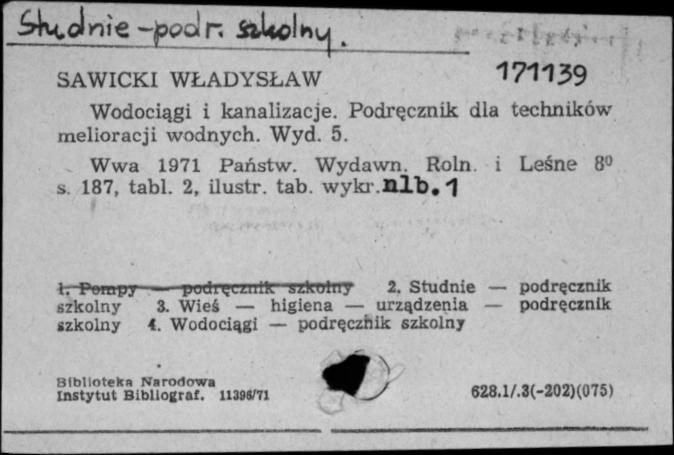 Studnie - podr. szkolny.
171139
SAWICKI WŁADYSŁAW
Wodociągi i kanalizacje. Podręcznik dla techników
melioracji wodnych. Wyd. 5.
Wwa 1971 Państw. Wydawn. Roln. i Leśne 8⁰
s. 187, tabl. 2, ilustr. tab. wykr. nlb. 1
1. Pompy — podręcznik szkolny 2. Studnie — podręcznik
szkolny 3. Wieś — higiena — urządzenia — podręcznik
szkolny 4. Wodociągi — podręcznik szkolny
Biblioteka Narodowa
Instytut Bibliograf. 11396/71
628.1/.3(-202)(075)